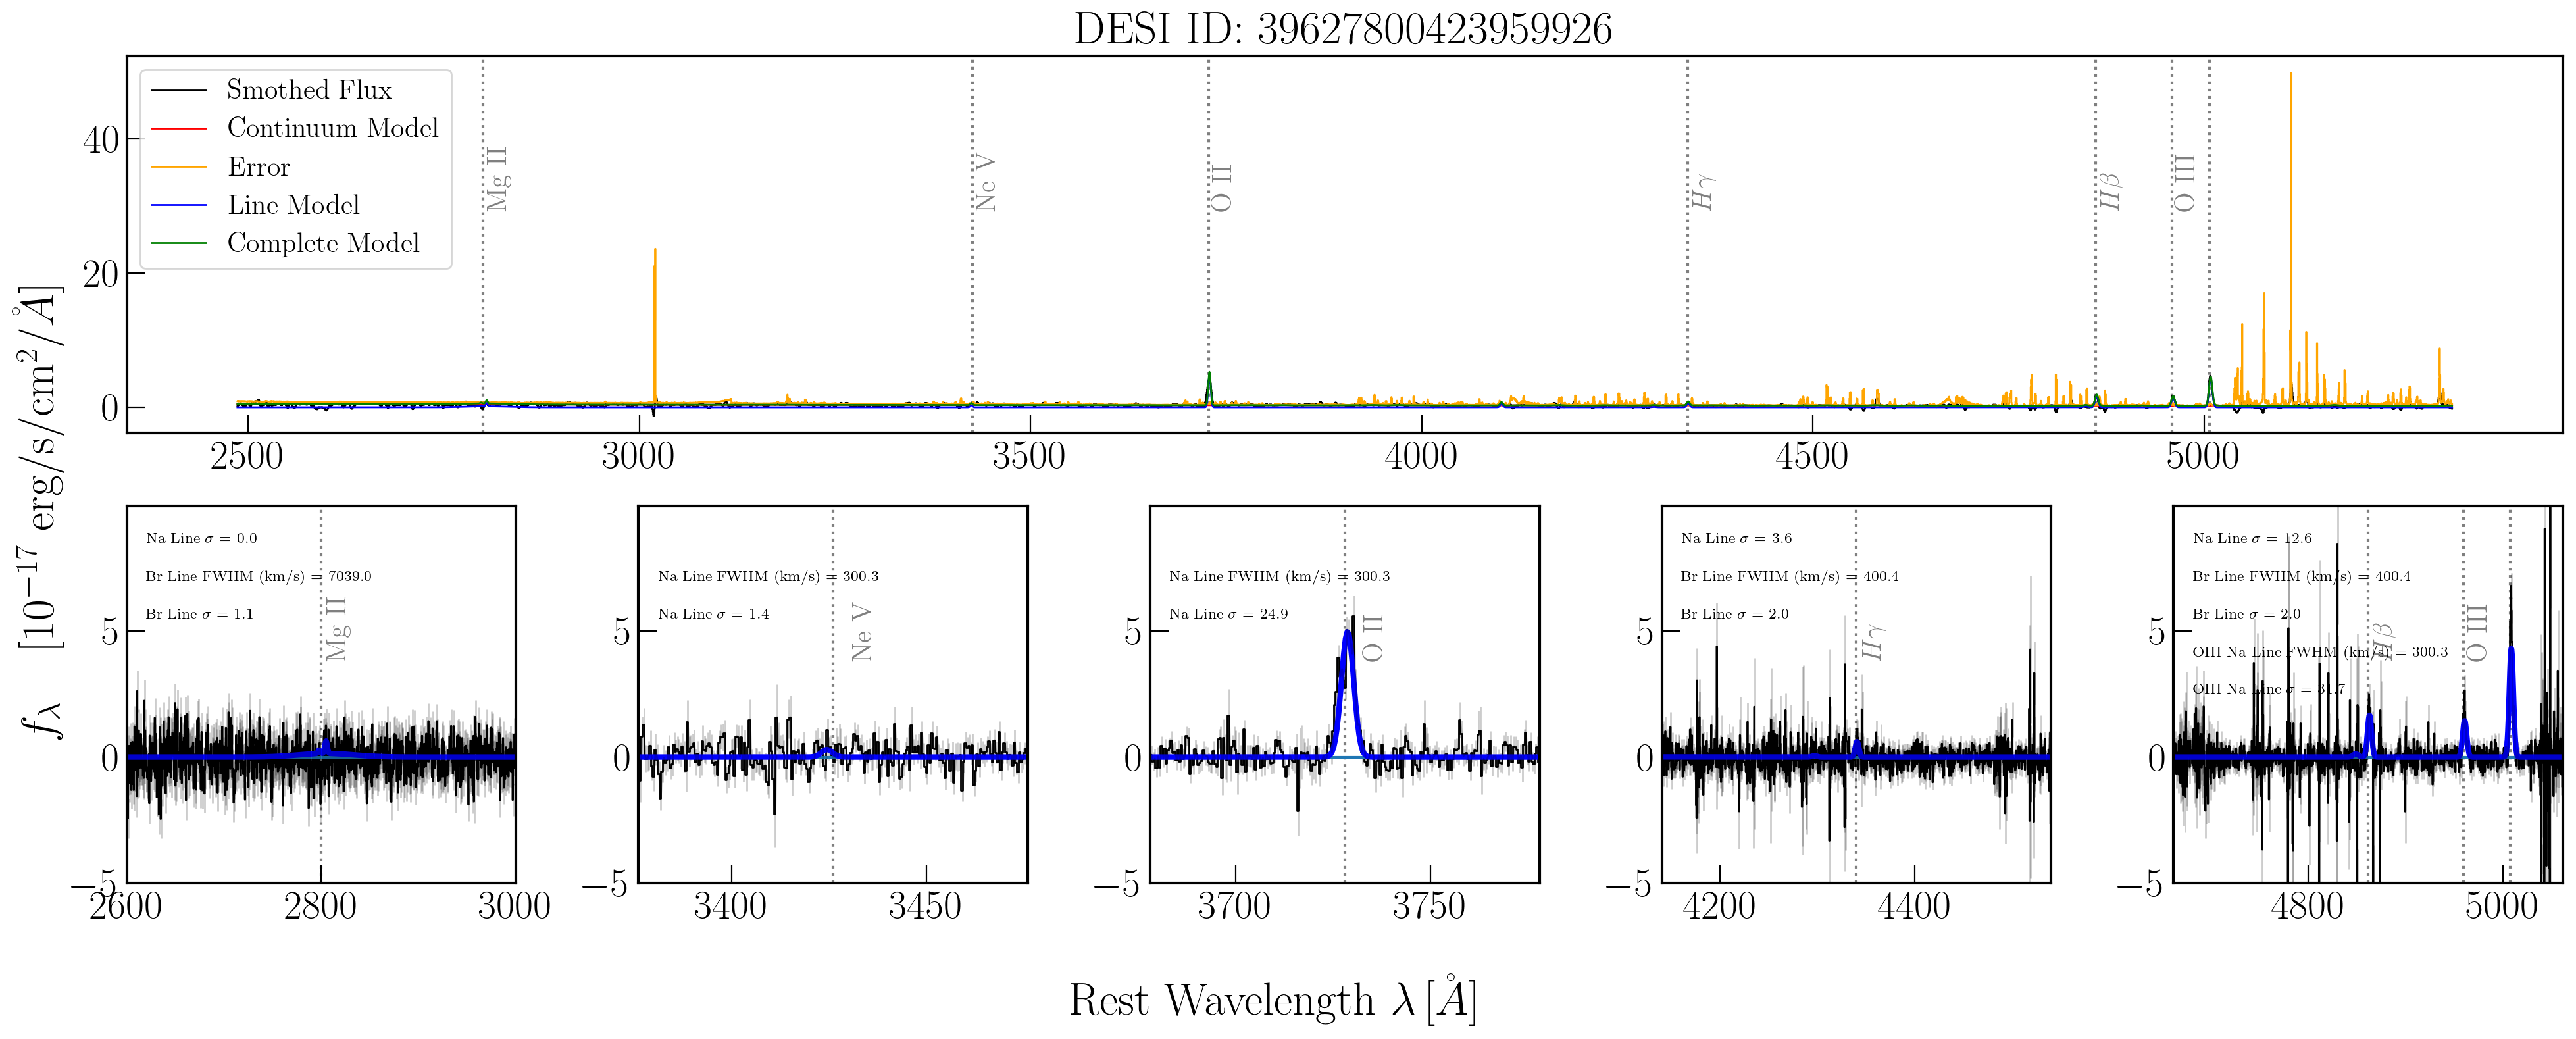 DESI ID: 39627800423959926
Smothed Flux
Continuum Model
Error
Line Model
Complete Model
Mg II
Ne V
O II
Hγ
Hβ
O III
40
20
0
2500 3000 3500 4000 4500 5000
fλ [10⁻¹⁷ erg/s/cm²/Å]
Na Line σ = 0.0
Br Line FWHM (km/s) = 7039.0
Br Line σ = 1.1
Mg II
5
0
−5
2600 2800 3000
Na Line FWHM (km/s) = 300.3
Na Line σ = 1.4
Ne V
5
0
−5
3400 3450
Na Line FWHM (km/s) = 300.3
Na Line σ = 24.9
O II
5
0
−5
3700 3750
Na Line σ = 3.6
Br Line FWHM (km/s) = 400.4
Br Line σ = 2.0
Hγ
5
0
−5
4200 4400
Na Line σ = 12.6
Br Line FWHM (km/s) = 400.4
Br Line σ = 2.0
OIII Na Line FWHM (km/s) = 300.3
OIII Na Line σ = 31.7
Hβ
O III
5
0
−5
4800 5000
Rest Wavelength λ [Å]